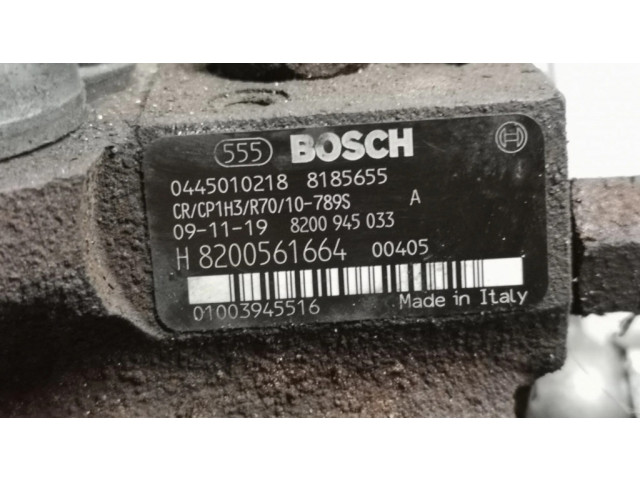 555 BOSCH
0445010218 8185655
CR/CP1H3/R70/10-789S A
09-11-19 8200 945 033
H 8200561664 00405
01003945516 Made in Italy